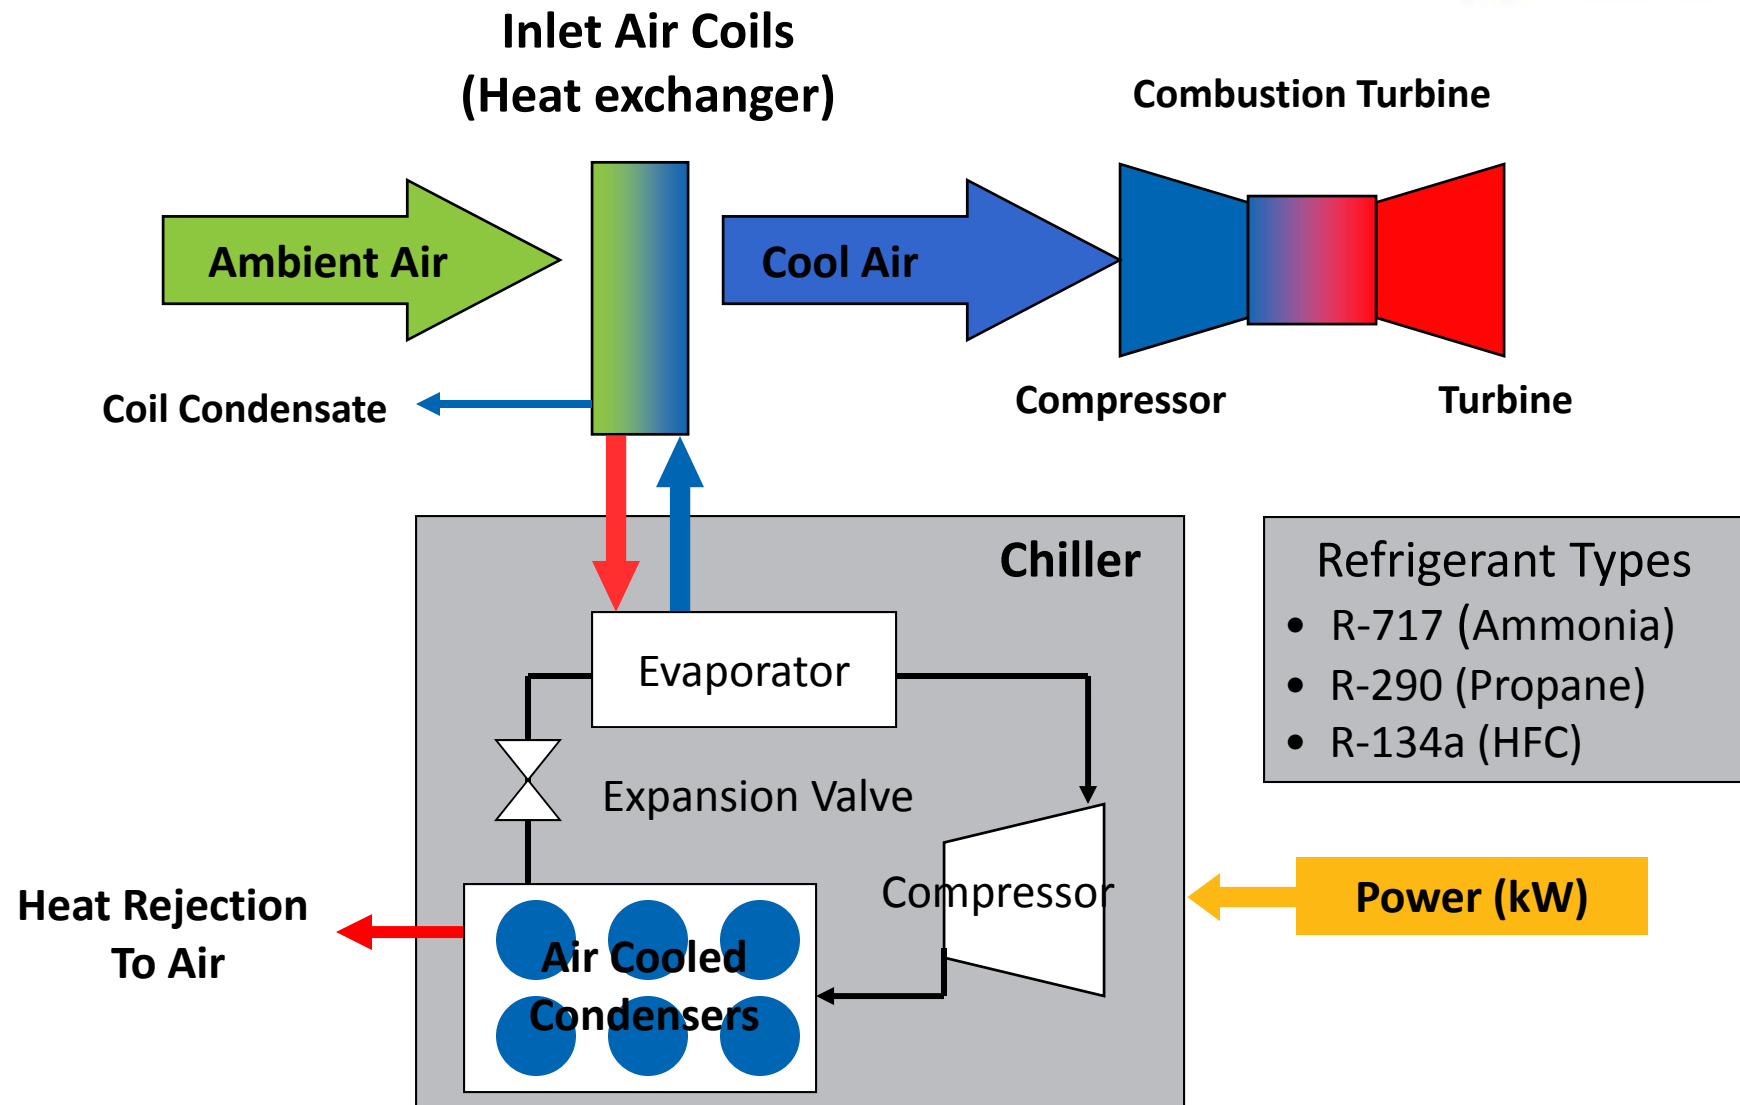 Inlet Air Coils
(Heat exchanger)
Combustion Turbine
Ambient Air
Cool Air
Coil Condensate
Compressor
Turbine
Chiller
Refrigerant Types
• R-717 (Ammonia)
• R-290 (Propane)
• R-134a (HFC)
Evaporator
Expansion Valve
Compressor
Power (kW)
Heat Rejection
To Air
Air Cooled
Condensers